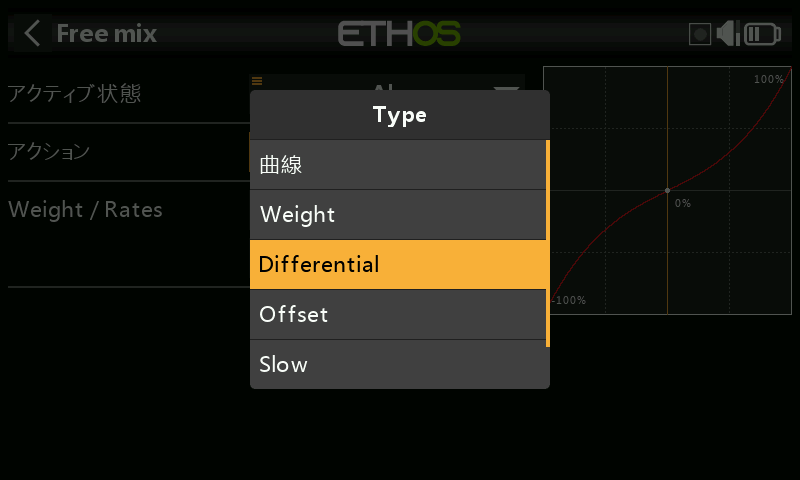 Free mix
ETHOS
アクティブ状態
アクション
Weight / Rates
Type
曲線
Weight
Differential
Offset
Slow
100%
0%
-100%